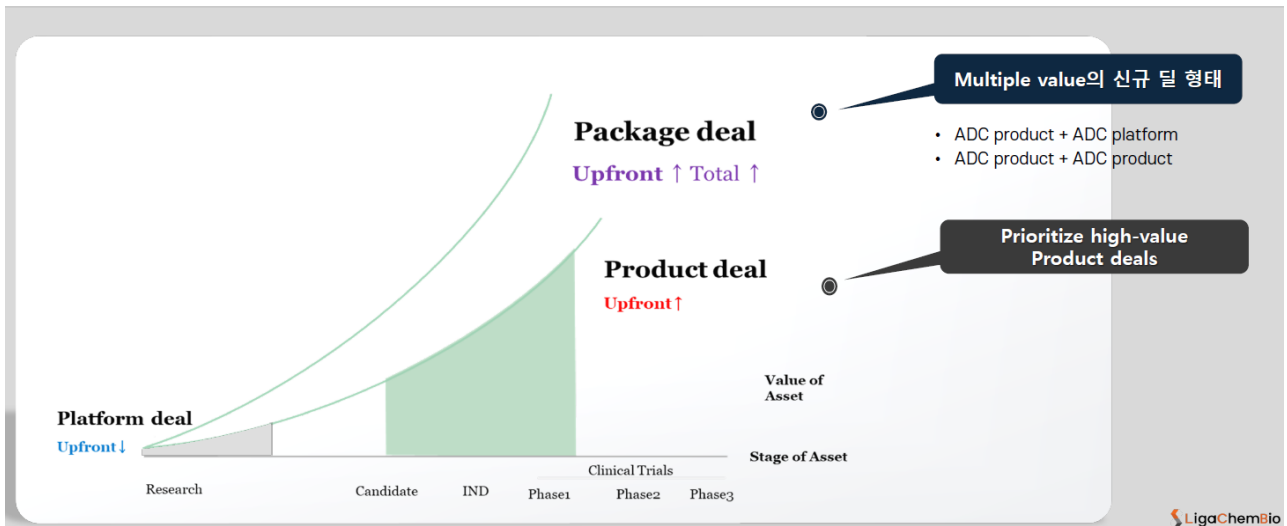 Multiple value의 신규 딜 형태
• ADC product + ADC platform
• ADC product + ADC product
Package deal
Upfront ↑ Total ↑
Prioritize high-value
Product deals
Product deal
Upfront↑
Value of
Asset
Platform deal
Upfront↓
Stage of Asset
Clinical Trials
Research
Candidate
IND
Phase1
Phase2
Phase3
LigaChemBio